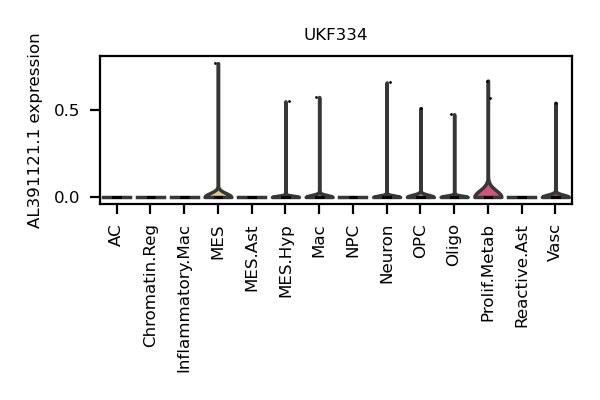 UKF334
AL391121.1 expression
0.5
0.0
AC
Chromatin.Reg
Inflammatory.Mac
MES
MES.Ast
MES.Hyp
Mac
NPC
Neuron
OPC
Oligo
Prolif.Metab
Reactive.Ast
Vasc